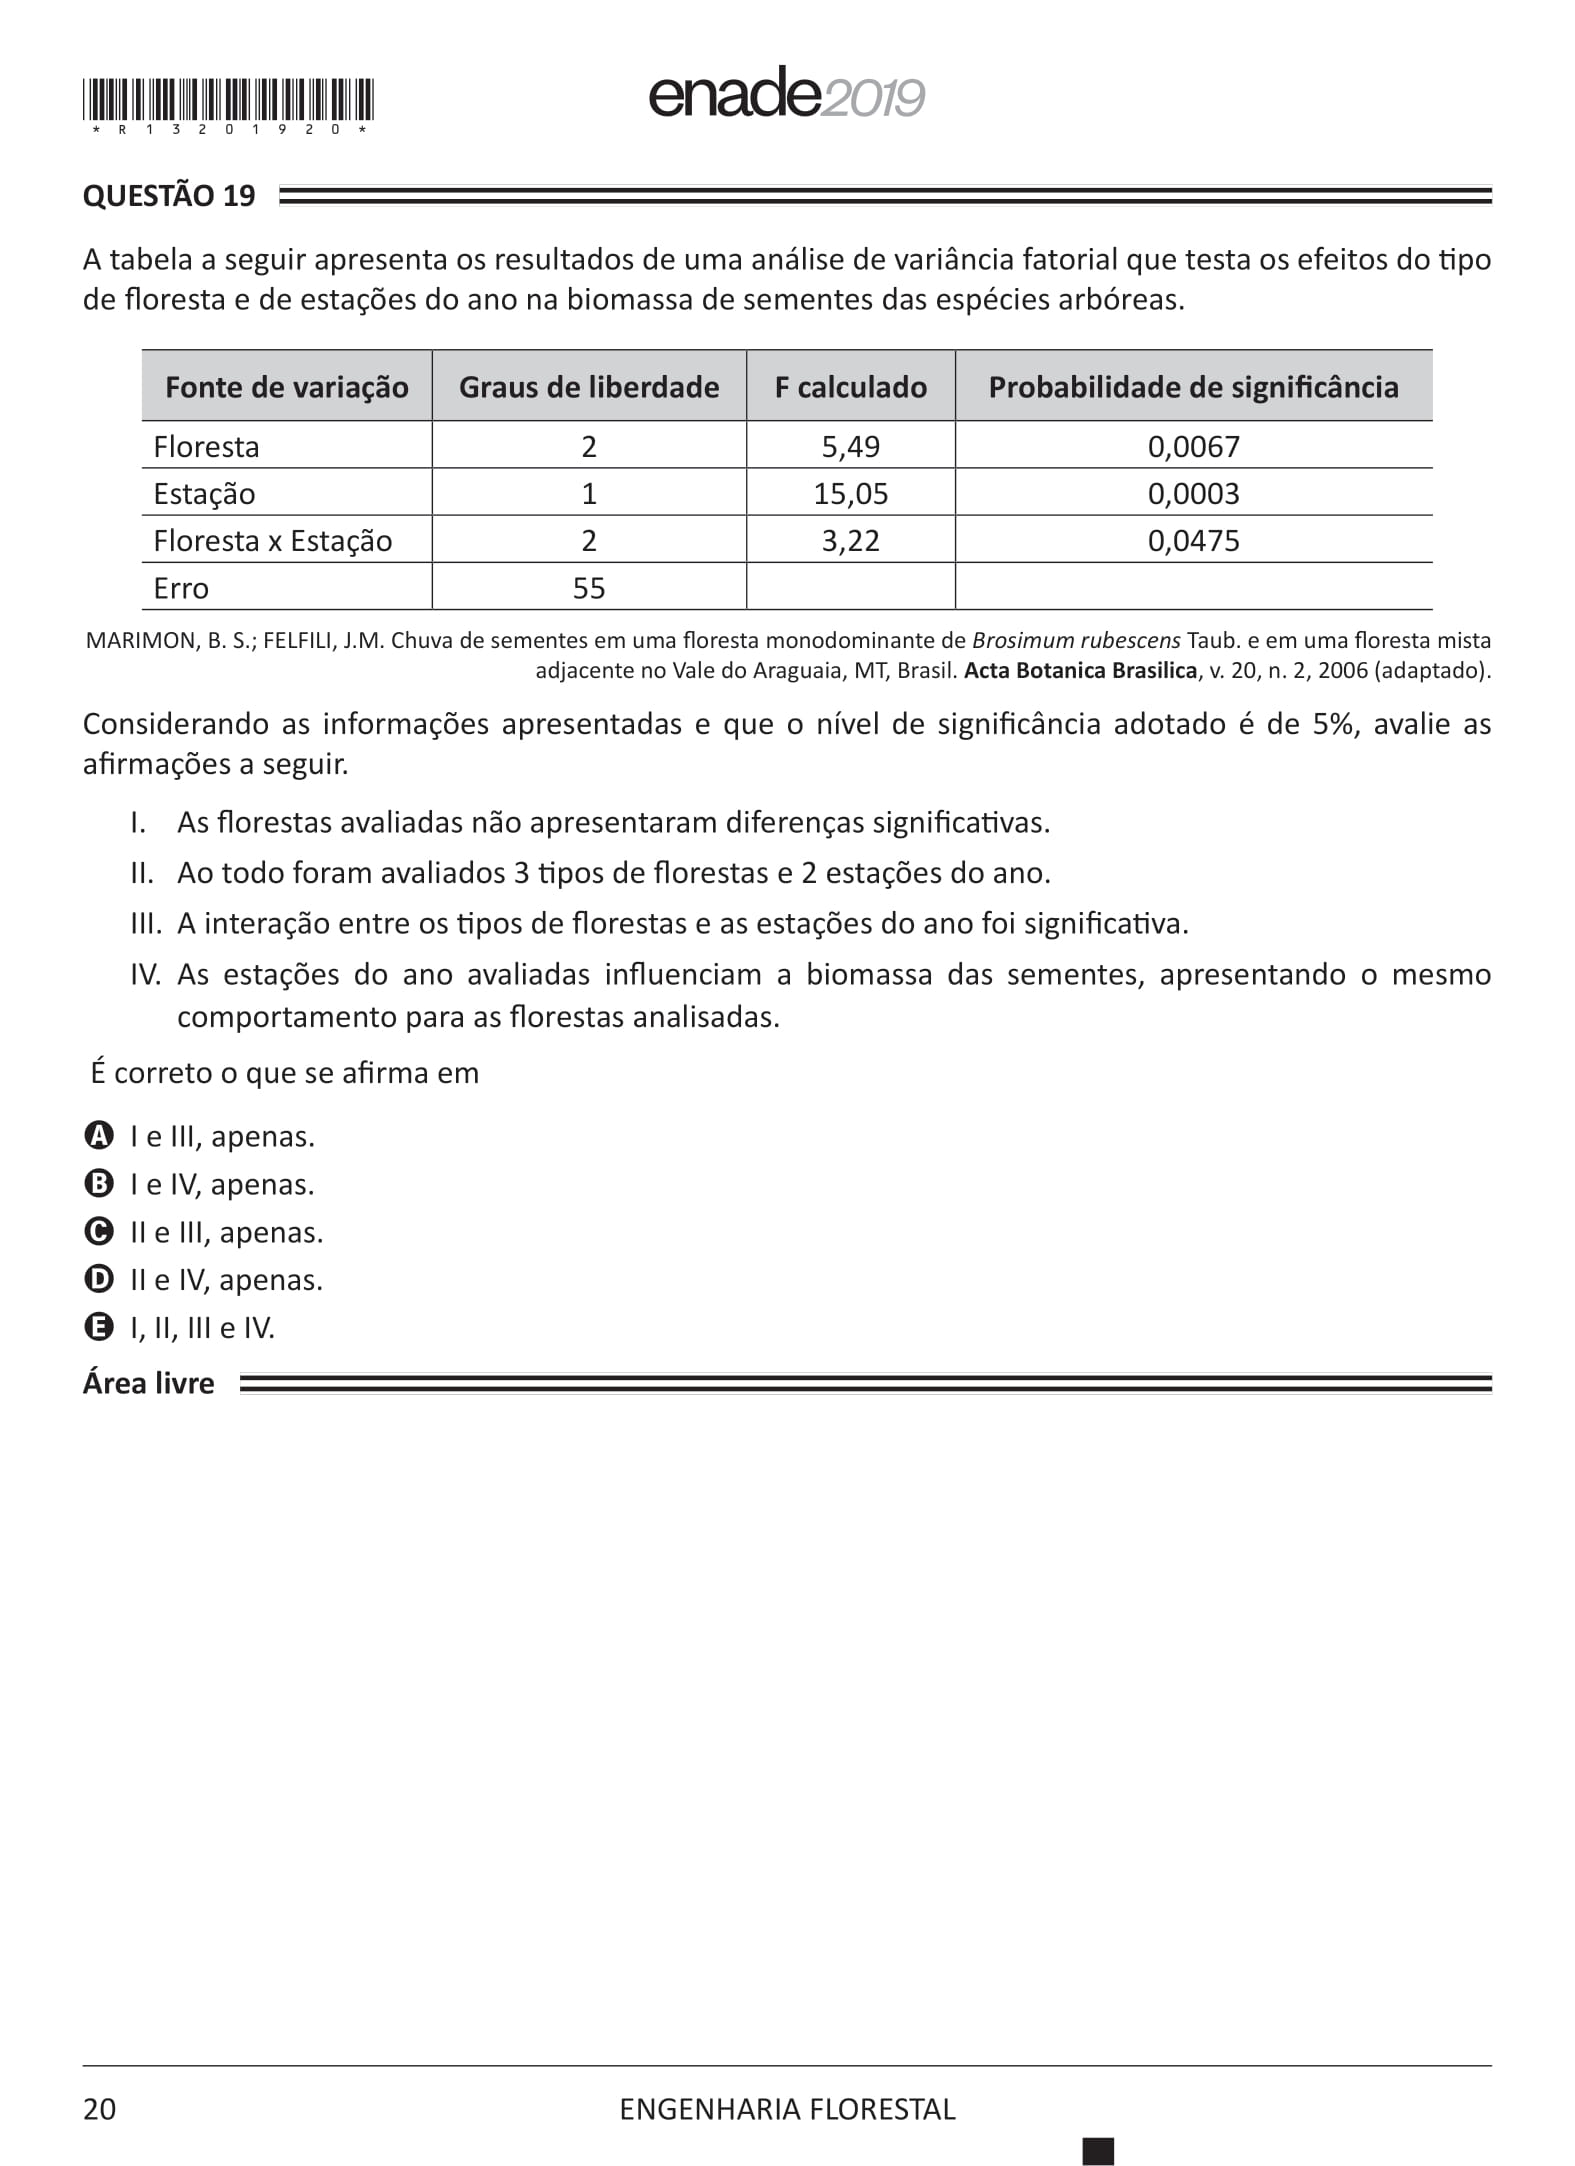 *R13201920*
enade2019
QUESTÃO 19
A tabela a seguir apresenta os resultados de uma análise de variância fatorial que testa os efeitos do tipo
de floresta e de estações do ano na biomassa de sementes das espécies arbóreas.
Fonte de variação Graus de liberdade F calculado Probabilidade de significância
Floresta 2 5,49 0,0067
Estação 1 15,05 0,0003
Floresta x Estação 2 3,22 0,0475
Erro 55
MARIMON, B. S.; FELFILI, J.M. Chuva de sementes em uma floresta monodominante de Brosimum rubescens Taub. e em uma floresta mista
adjacente no Vale do Araguaia, MT, Brasil. Acta Botanica Brasilica, v. 20, n. 2, 2006 (adaptado).
Considerando as informações apresentadas e que o nível de significância adotado é de 5%, avalie as
afirmações a seguir.
I. As florestas avaliadas não apresentaram diferenças significativas.
II. Ao todo foram avaliados 3 tipos de florestas e 2 estações do ano.
III. A interação entre os tipos de florestas e as estações do ano foi significativa.
IV. As estações do ano avaliadas influenciam a biomassa das sementes, apresentando o mesmo
comportamento para as florestas analisadas.
É correto o que se afirma em
A I e III, apenas.
B I e IV, apenas.
C II e III, apenas.
D II e IV, apenas.
E I, II, III e IV.
Área livre
20 ENGENHARIA FLORESTAL